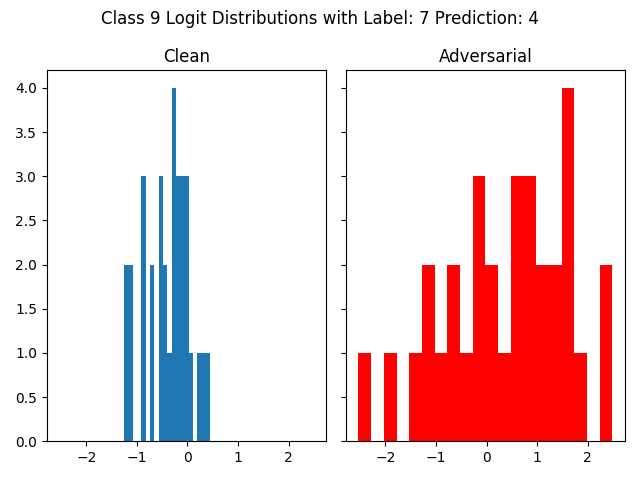 Class 9 Logit Distributions with Label: 7 Prediction: 4
Clean
Adversarial
4.0
3.5
3.0
2.5
2.0
1.5
1.0
0.5
0.0
−2 −1 0 1 2
−2 −1 0 1 2